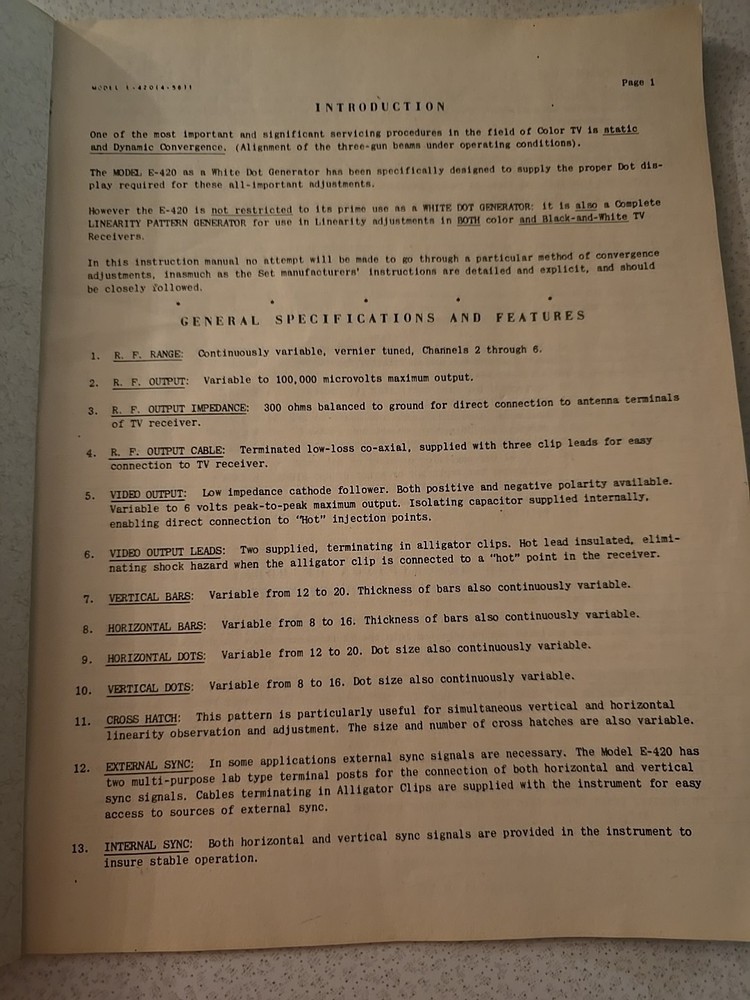 Page 1
INTRODUCTION
One of the most important and significant servicing procedures in the field of Color TV is static
and Dynamic Convergence. (Alignment of the three-gun beams under operating conditions).
The MODEL E-420 as a White Dot Generator has been specifically designed to supply the proper Dot dis-
play required for these all-important adjustments.
However the E-420 is not restricted to its prime use as a WHITE DOT GENERATOR: it is also a Complete
LINEARITY PATTERN GENERATOR for use in Linearity adjustments in BOTH color and Black-and-White TV
Receivers.
In this instruction manual no attempt will be made to go through a particular method of convergence
adjustments, inasmuch as the Set manufacturers' instructions are detailed and explicit, and should
be closely followed.
GENERAL SPECIFICATIONS AND FEATURES
1. R. F. RANGE: Continuously variable, vernier tuned, Channels 2 through 6.
2. R. F. OUTPUT: Variable to 100,000 microvolts maximum output.
3. R. F. OUTPUT IMPEDANCE: 300 ohms balanced to ground for direct connection to antenna terminals
of TV receiver.
4. R. F. OUTPUT CABLE: Terminated low-loss co-axial, supplied with three clip leads for easy
connection to TV receiver.
5. VIDEO OUTPUT: Low impedance cathode follower. Both positive and negative polarity available.
Variable to 6 volts peak-to-peak maximum output. Isolating capacitor supplied internally,
enabling direct connection to "Hot" injection points.
6. VIDEO OUTPUT LEADS: Two supplied, terminating in alligator clips. Hot lead insulated, elimi-
nating shock hazard when the alligator clip is connected to a "hot" point in the receiver.
7. VERTICAL BARS: Variable from 12 to 20. Thickness of bars also continuously variable.
8. HORIZONTAL BARS: Variable from 8 to 16. Thickness of bars also continuously variable.
9. HORIZONTAL DOTS: Variable from 12 to 20. Dot size also continuously variable.
10. VERTICAL DOTS: Variable from 8 to 16. Dot size also continuously variable.
11. CROSS HATCH: This pattern is particularly useful for simultaneous vertical and horizontal
linearity observation and adjustment. The size and number of cross hatches are also variable.
12. EXTERNAL SYNC: In some applications external sync signals are necessary. The Model E-420 has
two multi-purpose lab type terminal posts for the connection of both horizontal and vertical
sync signals. Cables terminating in Alligator Clips are supplied with the instrument for easy
access to sources of external sync.
13. INTERNAL SYNC: Both horizontal and vertical sync signals are provided in the instrument to
insure stable operation.